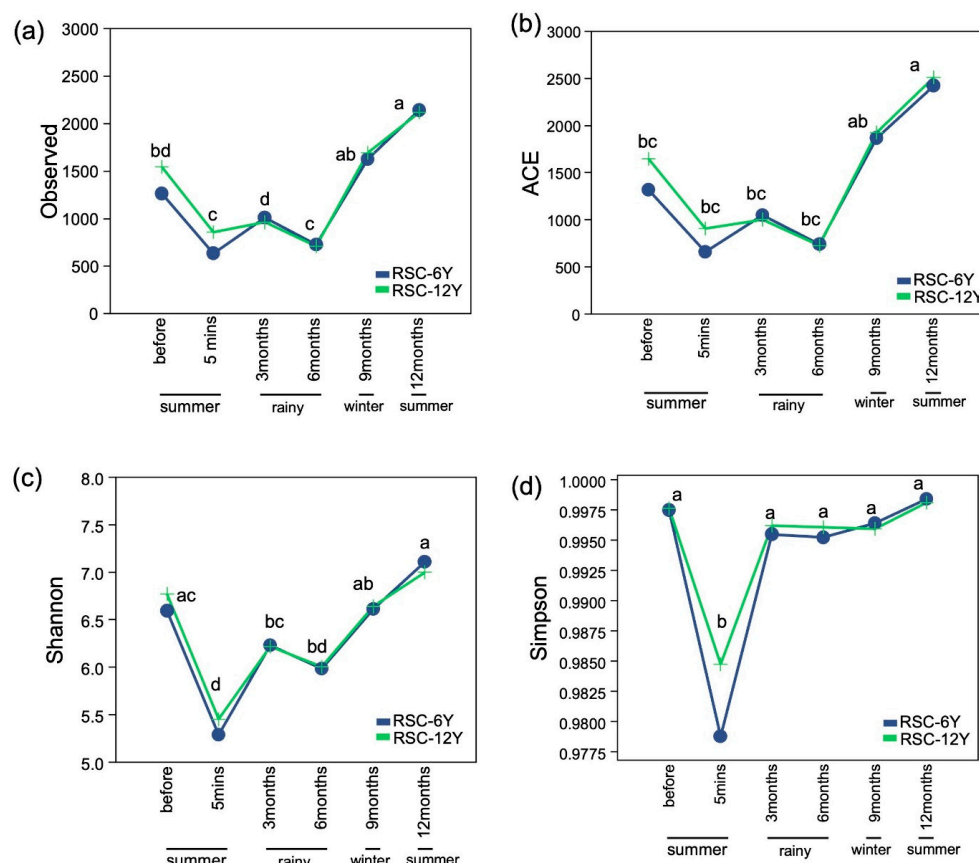 (a)
3000
2500
2000
1500
1000
500
0
Observed
bd
c
d
c
ab
a
RSC-6Y
RSC-12Y
before
5 mins
3months
6months
9months
12months
summer
rainy
winter
summer
(b)
3000
2500
2000
1500
1000
500
0
ACE
bc
bc
bc
bc
ab
a
RSC-6Y
RSC-12Y
before
5mins
3months
6months
9months
12months
summer
rainy
winter
summer
(c)
8.0
7.5
7.0
6.5
6.0
5.5
5.0
Shannon
ac
d
bc
bd
ab
a
RSC-6Y
RSC-12Y
before
5mins
3months
6months
9months
12months
summer
rainy
winter
summer
(d)
1.0000
0.9975
0.9950
0.9925
0.9900
0.9875
0.9850
0.9825
0.9800
0.9775
Simpson
a
b
a
a
a
a
RSC-6Y
RSC-12Y
before
5mins
3months
6months
9months
12months
summer
rainy
winter
summer